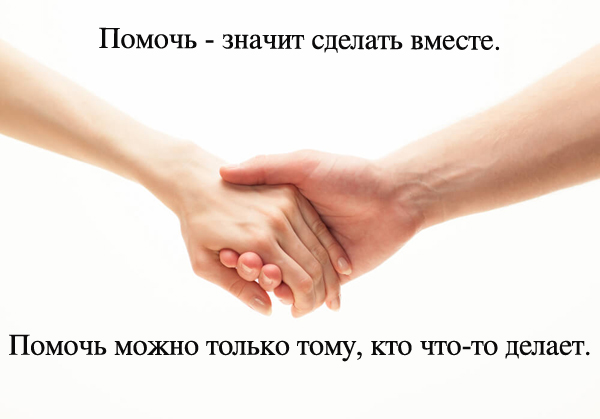 Помочь - значит сделать вместе.
Помочь можно только тому, кто что-то делает.